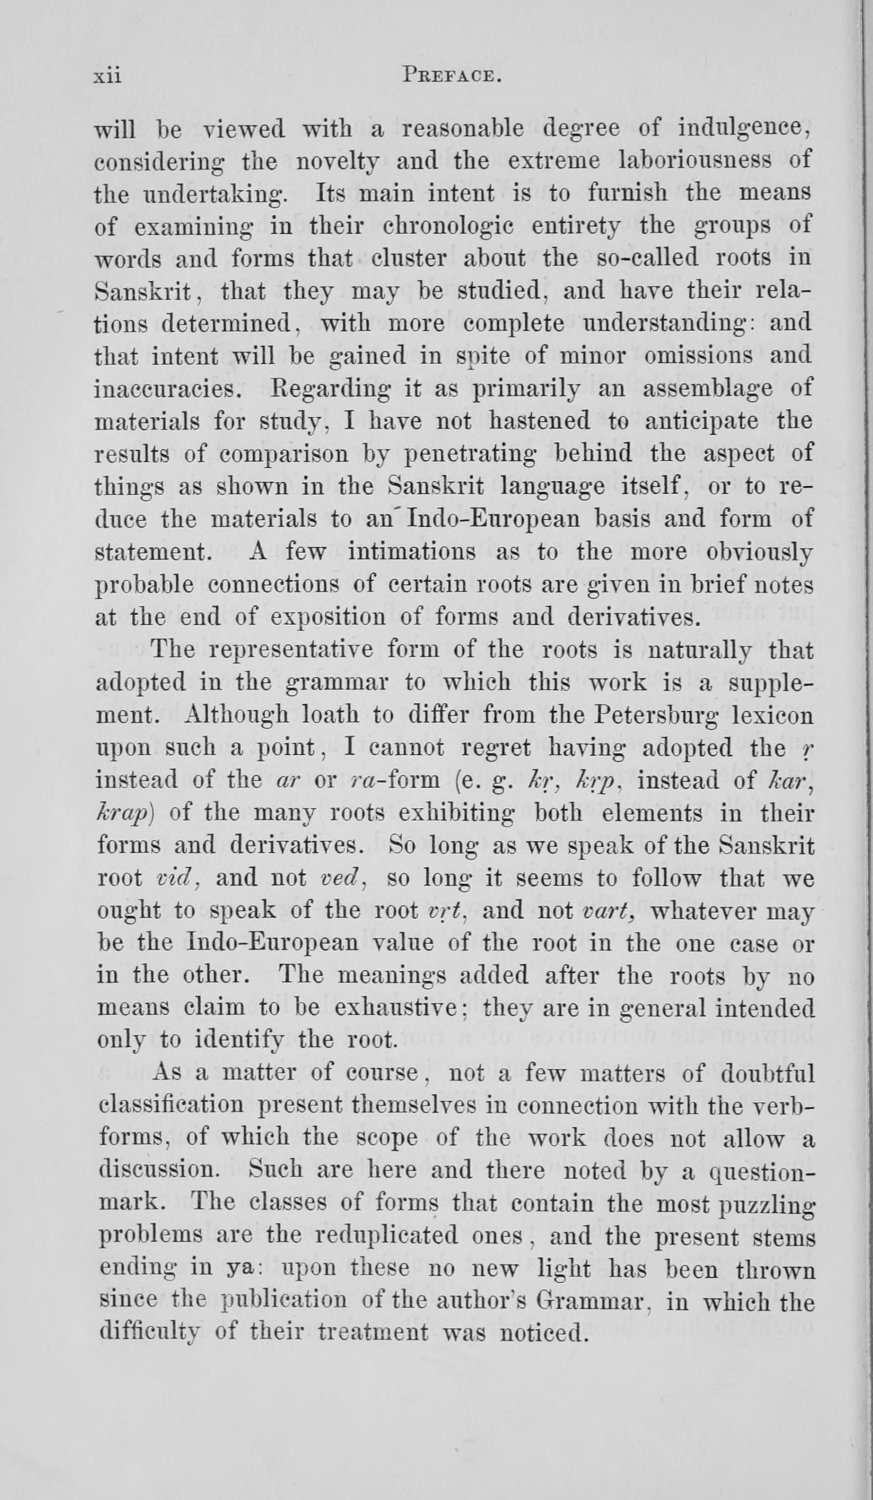 xii PREFACE.
will be viewed with a reasonable degree of indulgence,
considering the novelty and the extreme laboriousness of
the undertaking. Its main intent is to furnish the means
of examining in their chronologic entirety the groups of
words and forms that cluster about the so-called roots in
Sanskrit, that they may be studied, and have their rela-
tions determined, with more complete understanding: and
that intent will be gained in spite of minor omissions and
inaccuracies. Regarding it as primarily an assemblage of
materials for study, I have not hastened to anticipate the
results of comparison by penetrating behind the aspect of
things as shown in the Sanskrit language itself, or to re-
duce the materials to an Indo-European basis and form of
statement. A few intimations as to the more obviously
probable connections of certain roots are given in brief notes
at the end of exposition of forms and derivatives.
The representative form of the roots is naturally that
adopted in the grammar to which this work is a supple-
ment. Although loath to differ from the Petersburg lexicon
upon such a point, I cannot regret having adopted the ṛ
instead of the ar or ra-form (e. g. kṛ, kṛp, instead of kar,
krap) of the many roots exhibiting both elements in their
forms and derivatives. So long as we speak of the Sanskrit
root vid, and not ved, so long it seems to follow that we
ought to speak of the root vṛt, and not vart, whatever may
be the Indo-European value of the root in the one case or
in the other. The meanings added after the roots by no
means claim to be exhaustive; they are in general intended
only to identify the root.
As a matter of course, not a few matters of doubtful
classification present themselves in connection with the verb-
forms, of which the scope of the work does not allow a
discussion. Such are here and there noted by a question-
mark. The classes of forms that contain the most puzzling
problems are the reduplicated ones, and the present stems
ending in ya: upon these no new light has been thrown
since the publication of the author's Grammar, in which the
difficulty of their treatment was noticed.